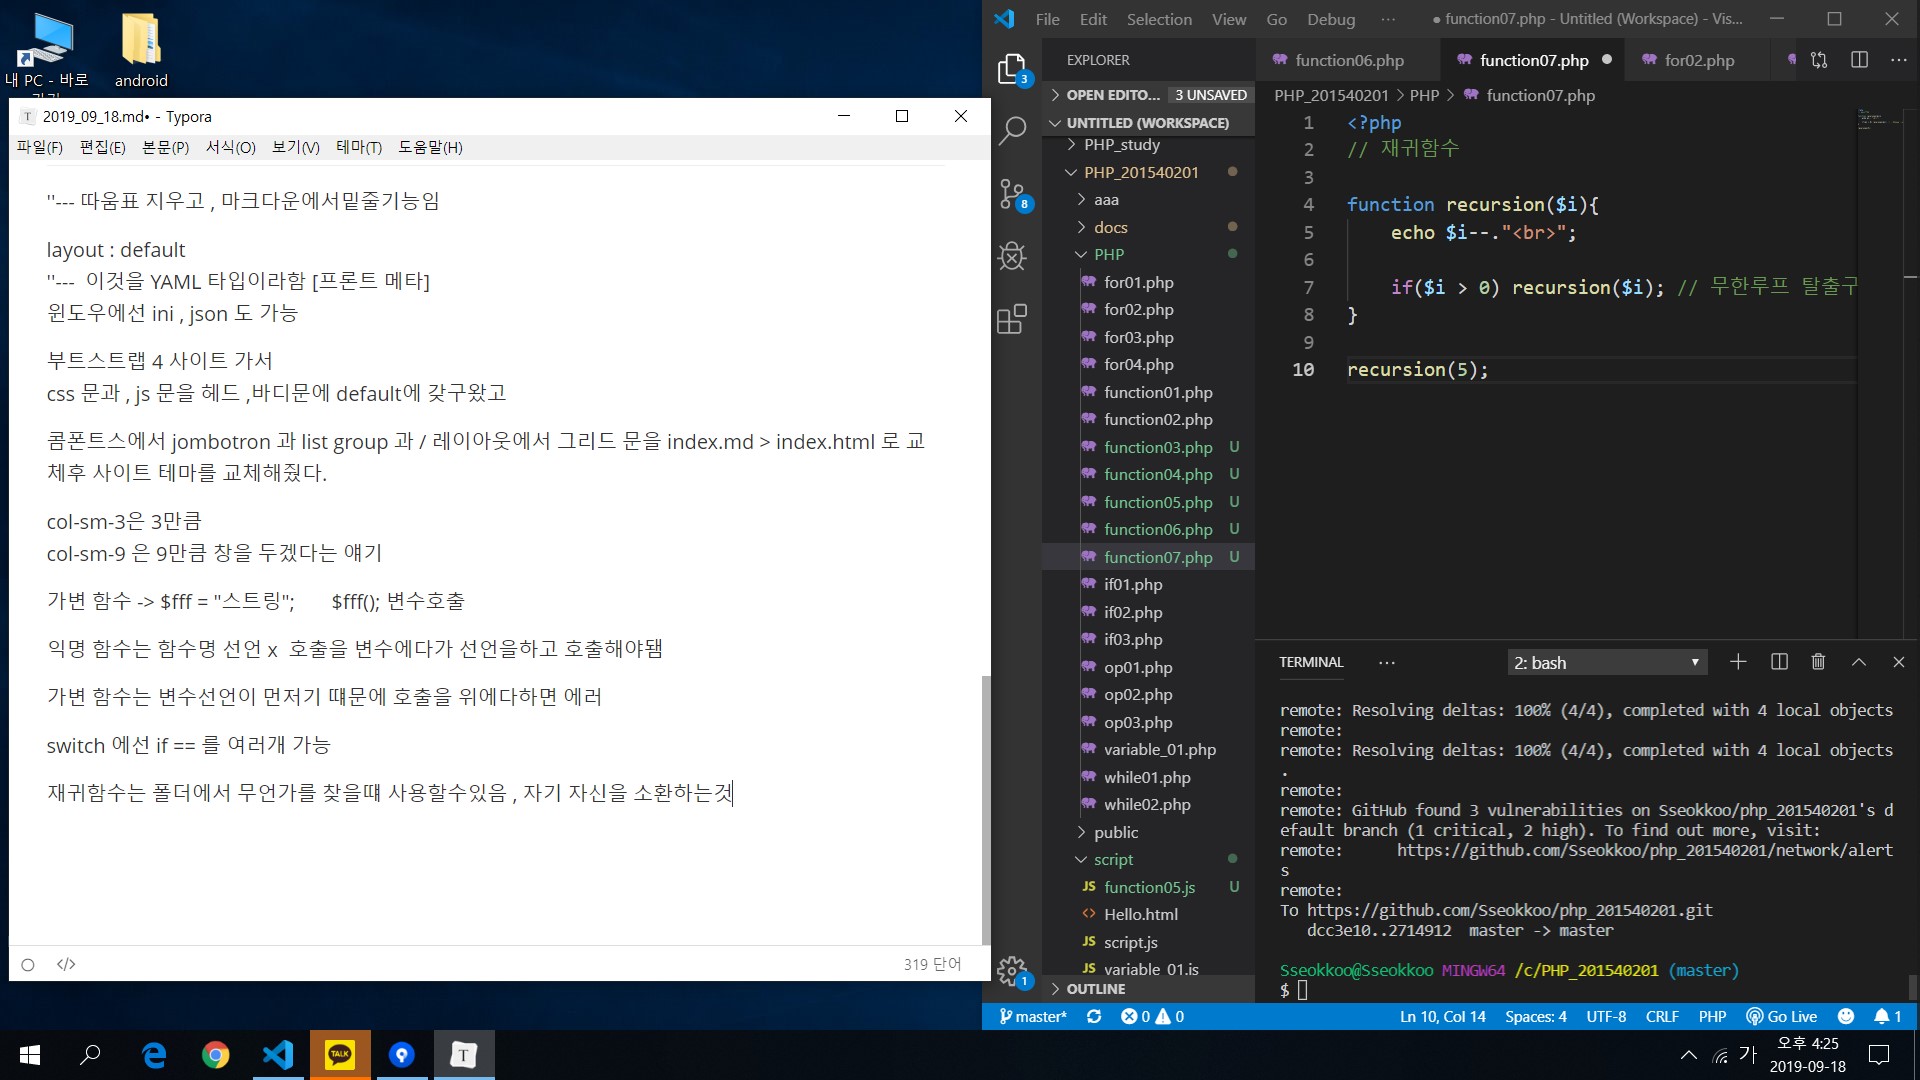 내 PC - 바로
android
2019_09_18.md• - Typora
파일(F) 편집(E) 본문(P) 서식(O) 보기(V) 테마(T) 도움말(H)
''--- 따움표 지우고 , 마크다운에서밑줄기능임
layout : default
''--- 이것을 YAML 타입이라함 [프론트 메타]
윈도우에선 ini , json 도 가능
부트스트랩 4 사이트 가서
css 문과 , js 문을 헤드 ,바디문에 default에 갖구왔고
콤폰트스에서 jombotron 과 list group 과 / 레이아웃에서 그리드 문을 index.md > index.html 로 교
체후 사이트 테마를 교체해줬다.
col-sm-3은 3만큼
col-sm-9 은 9만큼 창을 두겠다는 얘기
가변 함수 -> $fff = "스트링"; $fff(); 변수호출
익명 함수는 함수명 선언 x 호출을 변수에다가 선언을하고 호출해야됌
가변 함수는 변수선언이 먼저기 떄문에 호출을 위에다하면 에러
switch 에선 if == 를 여러개 가능
재귀함수는 폴더에서 무언가를 찾을떄 사용할수있음 , 자기 자신을 소환하는것
</> 319 단어
File Edit Selection View Go Debug ··· ● function07.php - Untitled (Workspace) - Vis...
EXPLORER
3
8
1
OPEN EDITO... 3 UNSAVED
UNTITLED (WORKSPACE)
PHP_study
PHP_201540201
aaa
docs
PHP
for01.php
for02.php
for03.php
for04.php
function01.php
function02.php
function03.php U
function04.php U
function05.php U
function06.php U
function07.php U
if01.php
if02.php
if03.php
op01.php
op02.php
op03.php
variable_01.php
while01.php
while02.php
public
script
JS function05.js U
<> Hello.html
JS script.js
JS variable_01.js
OUTLINE
function06.php function07.php ● for02.php
PHP_201540201 > PHP > function07.php
1 <?php
2 // 재귀함수
3
4 function recursion($i){
5 echo $i--."<br>";
6
7 if($i > 0) recursion($i); // 무한루프 탈출구
8 }
9
10 recursion(5);
TERMINAL ··· 2: bash
remote: Resolving deltas: 100% (4/4), completed with 4 local objects
remote:
remote: Resolving deltas: 100% (4/4), completed with 4 local objects
.
remote:
remote: GitHub found 3 vulnerabilities on Sseokkoo/php_201540201's d
efault branch (1 critical, 2 high). To find out more, visit:
remote: https://github.com/Sseokkoo/php_201540201/network/alert
s
remote:
To https://github.com/Sseokkoo/php_201540201.git
dcc3e10..2714912 master -> master
Sseokkoo@Sseokkoo MINGW64 /c/PHP_201540201 (master)
$
master* 0 0 Ln 10, Col 14 Spaces: 4 UTF-8 CRLF PHP Go Live 1
TALK T 가 오후 4:25
2019-09-18